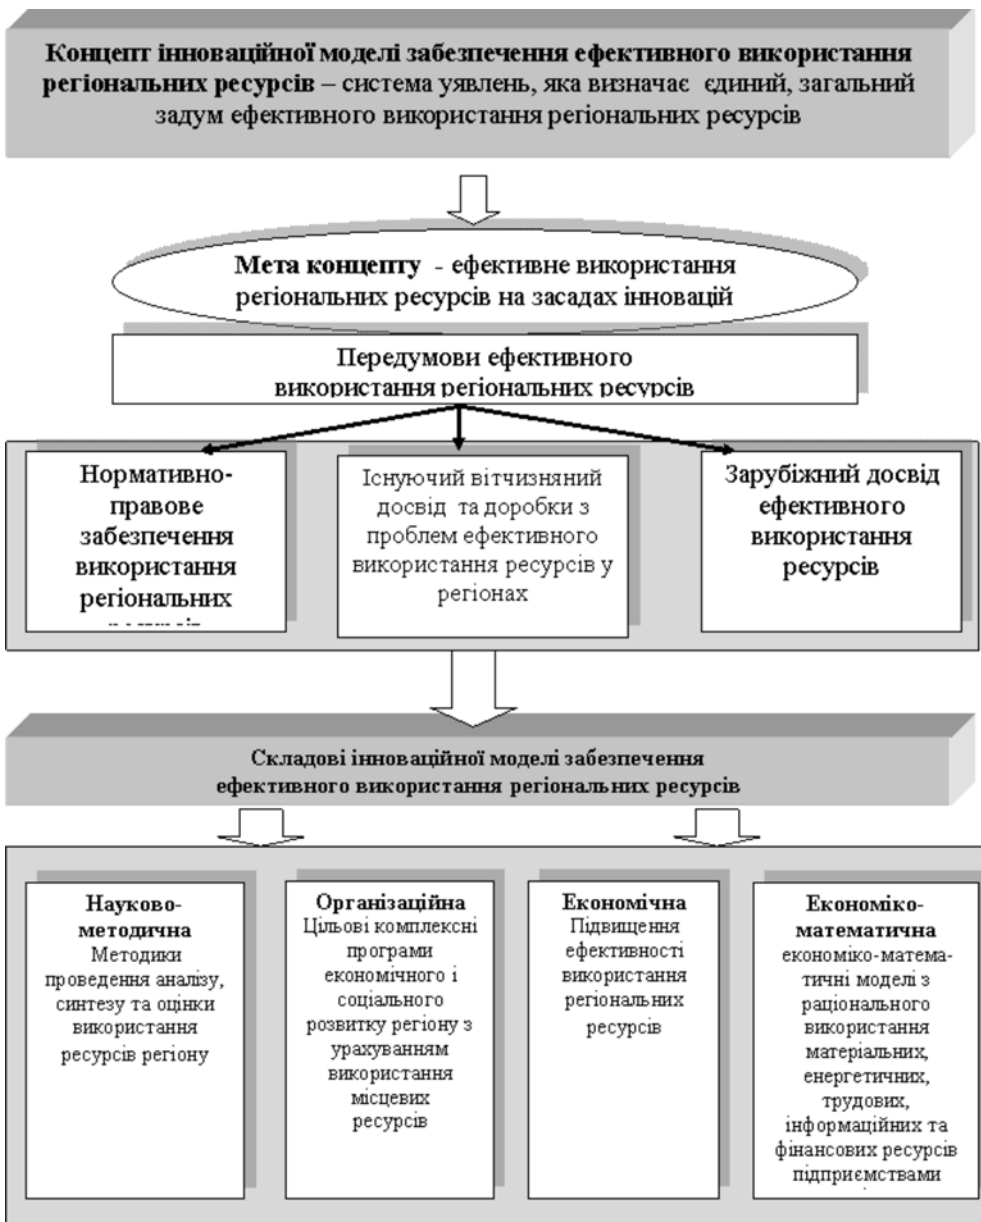 Концепт інноваційної моделі забезпечення ефективного використання
регіональних ресурсів – система уявлень, яка визначає єдиний, загальний
задум ефективного використання регіональних ресурсів
Мета концепту - ефективне використання
регіональних ресурсів на засадах інновацій
Передумови ефективного
використання регіональних ресурсів
Нормативно-
правове
забезпечення
використання
регіональних
Існуючий вітчизняний
досвід та доробки з
проблем ефективного
використання ресурсів у
регіонах
Зарубіжний досвід
ефективного
використання
ресурсів
Складові інноваційної моделі забезпечення
ефективного використання регіональних ресурсів
Науково-
методична
Методики
проведення аналізу,
синтезу та оцінки
використання
ресурсів регіону
Організаційна
Цільові комплексні
програми
економічного і
соціального
розвитку регіону з
урахуванням
використання
місцевих
ресурсів
Економічна
Підвищення
ефективності
використання
регіональних
ресурсів
Економіко-
математична
економіко-матема-
тичні моделі з
раціонального
використання
матеріальних,
енергетичних,
трудових,
інформаційних та
фінансових ресурсів
підприємствами